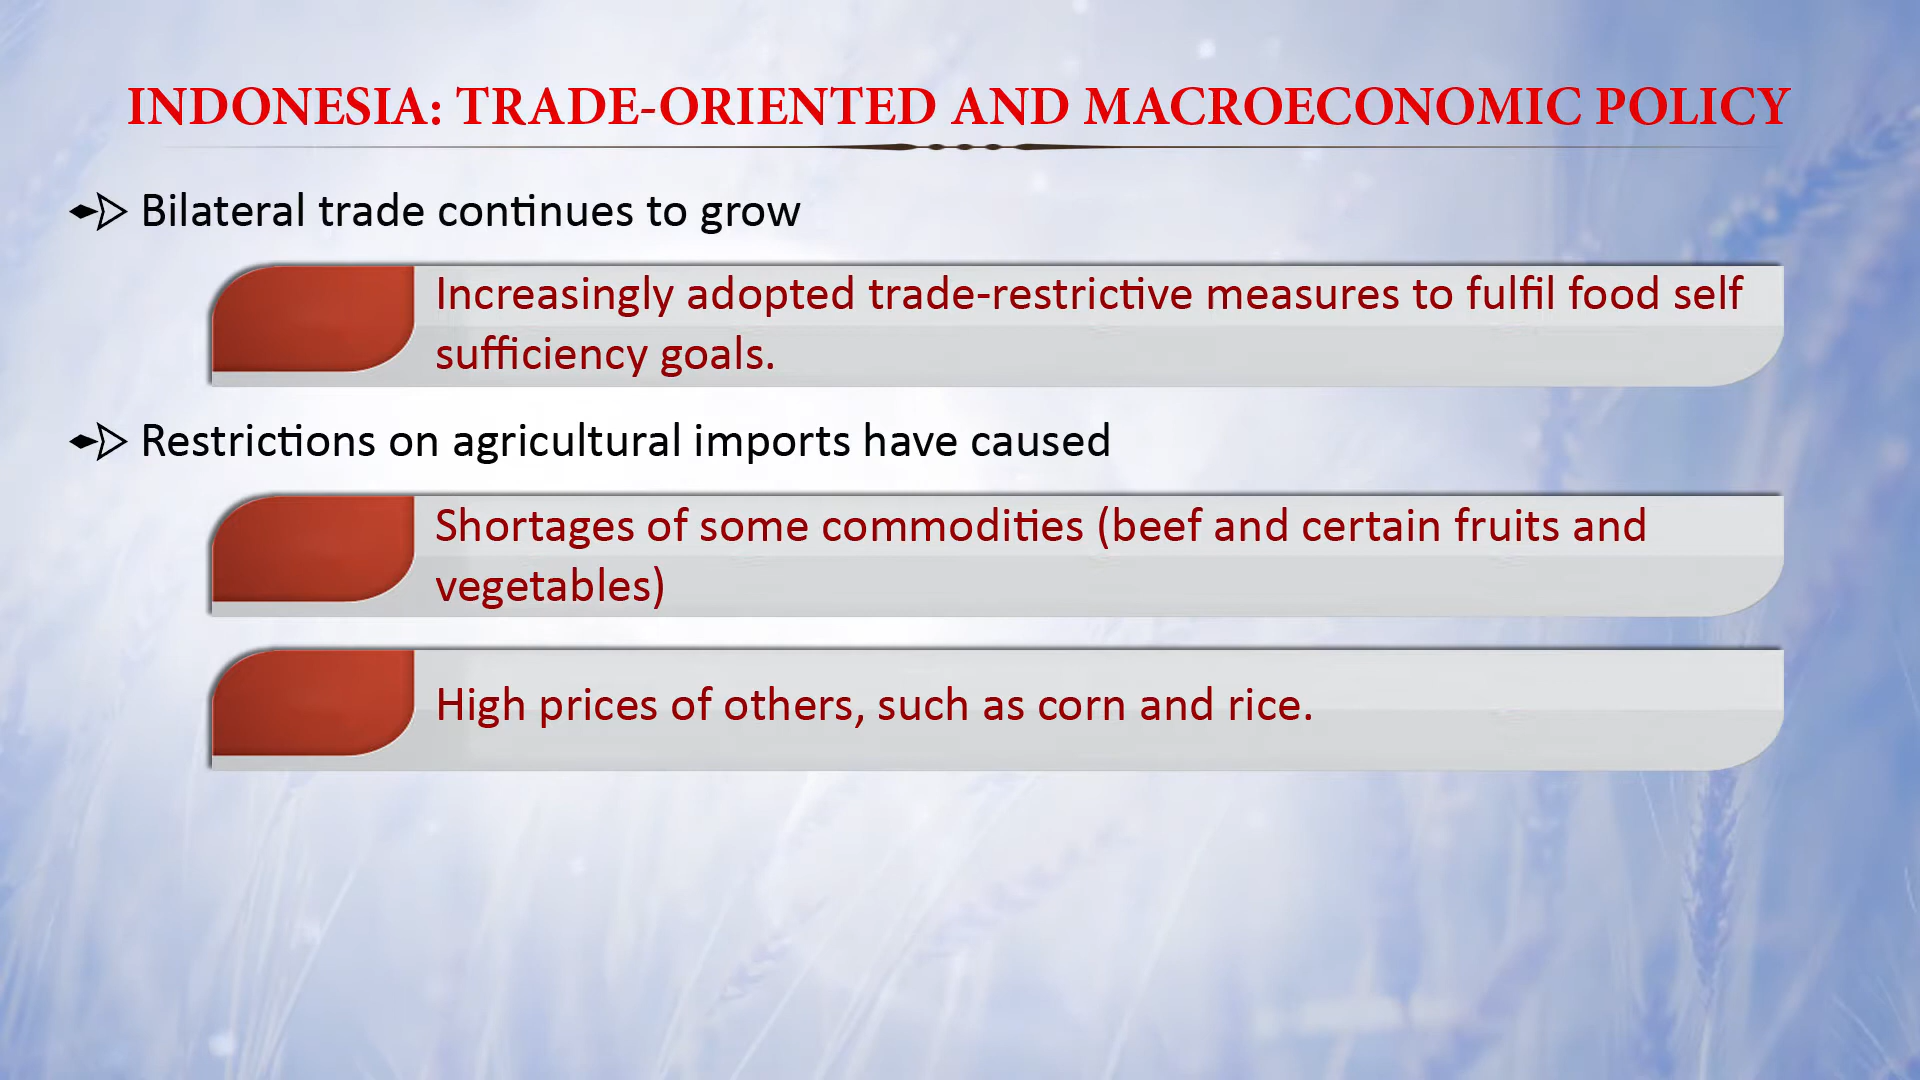 INDONESIA: TRADE-ORIENTED AND MACROECONOMIC POLICY
Bilateral trade continues to grow
Increasingly adopted trade-restrictive measures to fulfil food self
sufficiency goals.
Restrictions on agricultural imports have caused
Shortages of some commodities (beef and certain fruits and
vegetables)
High prices of others, such as corn and rice.